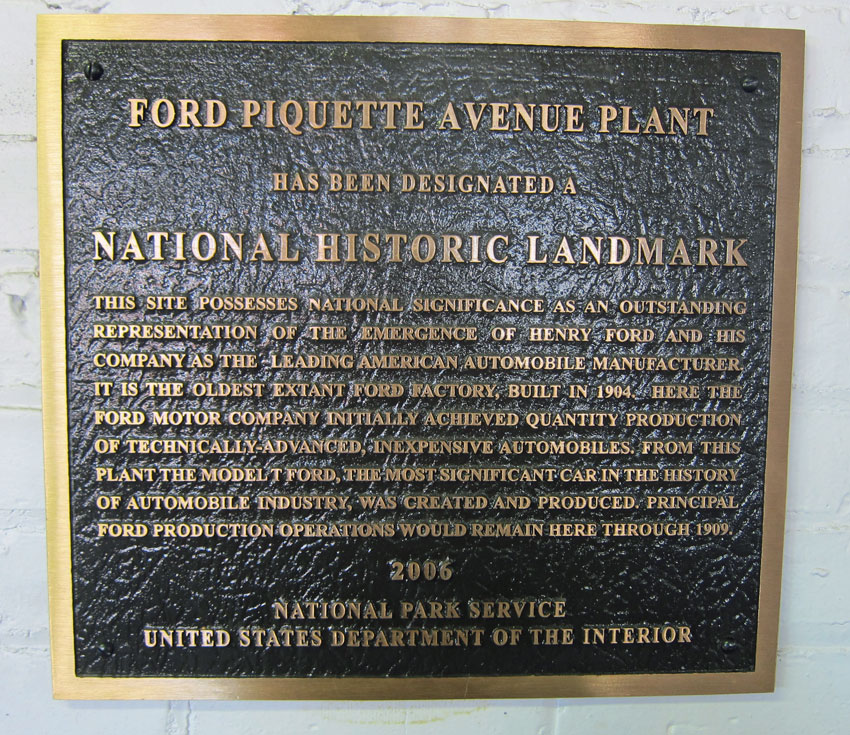 FORD PIQUETTE AVENUE PLANT
HAS BEEN DESIGNATED A
NATIONAL HISTORIC LANDMARK
THIS SITE POSSESSES NATIONAL SIGNIFICANCE AS AN OUTSTANDING
REPRESENTATION OF THE EMERGENCE OF HENRY FORD AND HIS
COMPANY AS THE LEADING AMERICAN AUTOMOBILE MANUFACTURER.
IT IS THE OLDEST EXTANT FORD FACTORY, BUILT IN 1904. HERE THE
FORD MOTOR COMPANY INITIALLY ACHIEVED QUANTITY PRODUCTION
OF TECHNICALLY-ADVANCED, INEXPENSIVE AUTOMOBILES. FROM THIS
PLANT THE MODEL T FORD, THE MOST SIGNIFICANT CAR IN THE HISTORY
OF AUTOMOBILE INDUSTRY, WAS CREATED AND PRODUCED. PRINCIPAL
FORD PRODUCTION OPERATIONS WOULD REMAIN HERE THROUGH 1909.
2006
NATIONAL PARK SERVICE
UNITED STATES DEPARTMENT OF THE INTERIOR